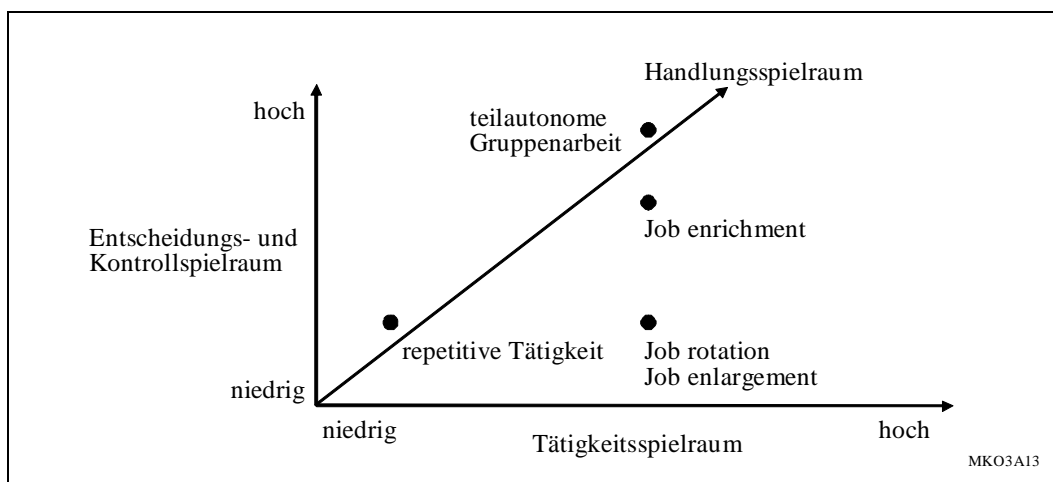 Handlungsspielraum
hoch
teilautonome
Gruppenarbeit
Entscheidungs- und
Kontrollspielraum
Job enrichment
repetitive Tätigkeit
Job rotation
Job enlargement
niedrig
niedrig
Tätigkeitsspielraum
hoch
MKO3A13